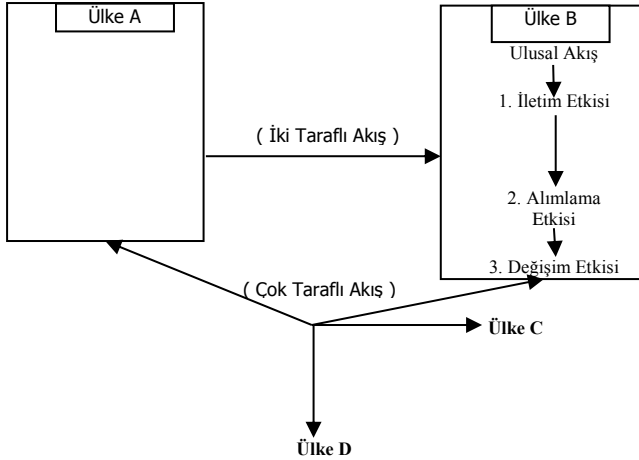 Ülke A
Ülke B
Ulusal Akış
1. İletim Etkisi
( İki Taraflı Akış )
2. Alımlama
Etkisi
3. Değişim Etkisi
( Çok Taraflı Akış )
Ülke C
Ülke D